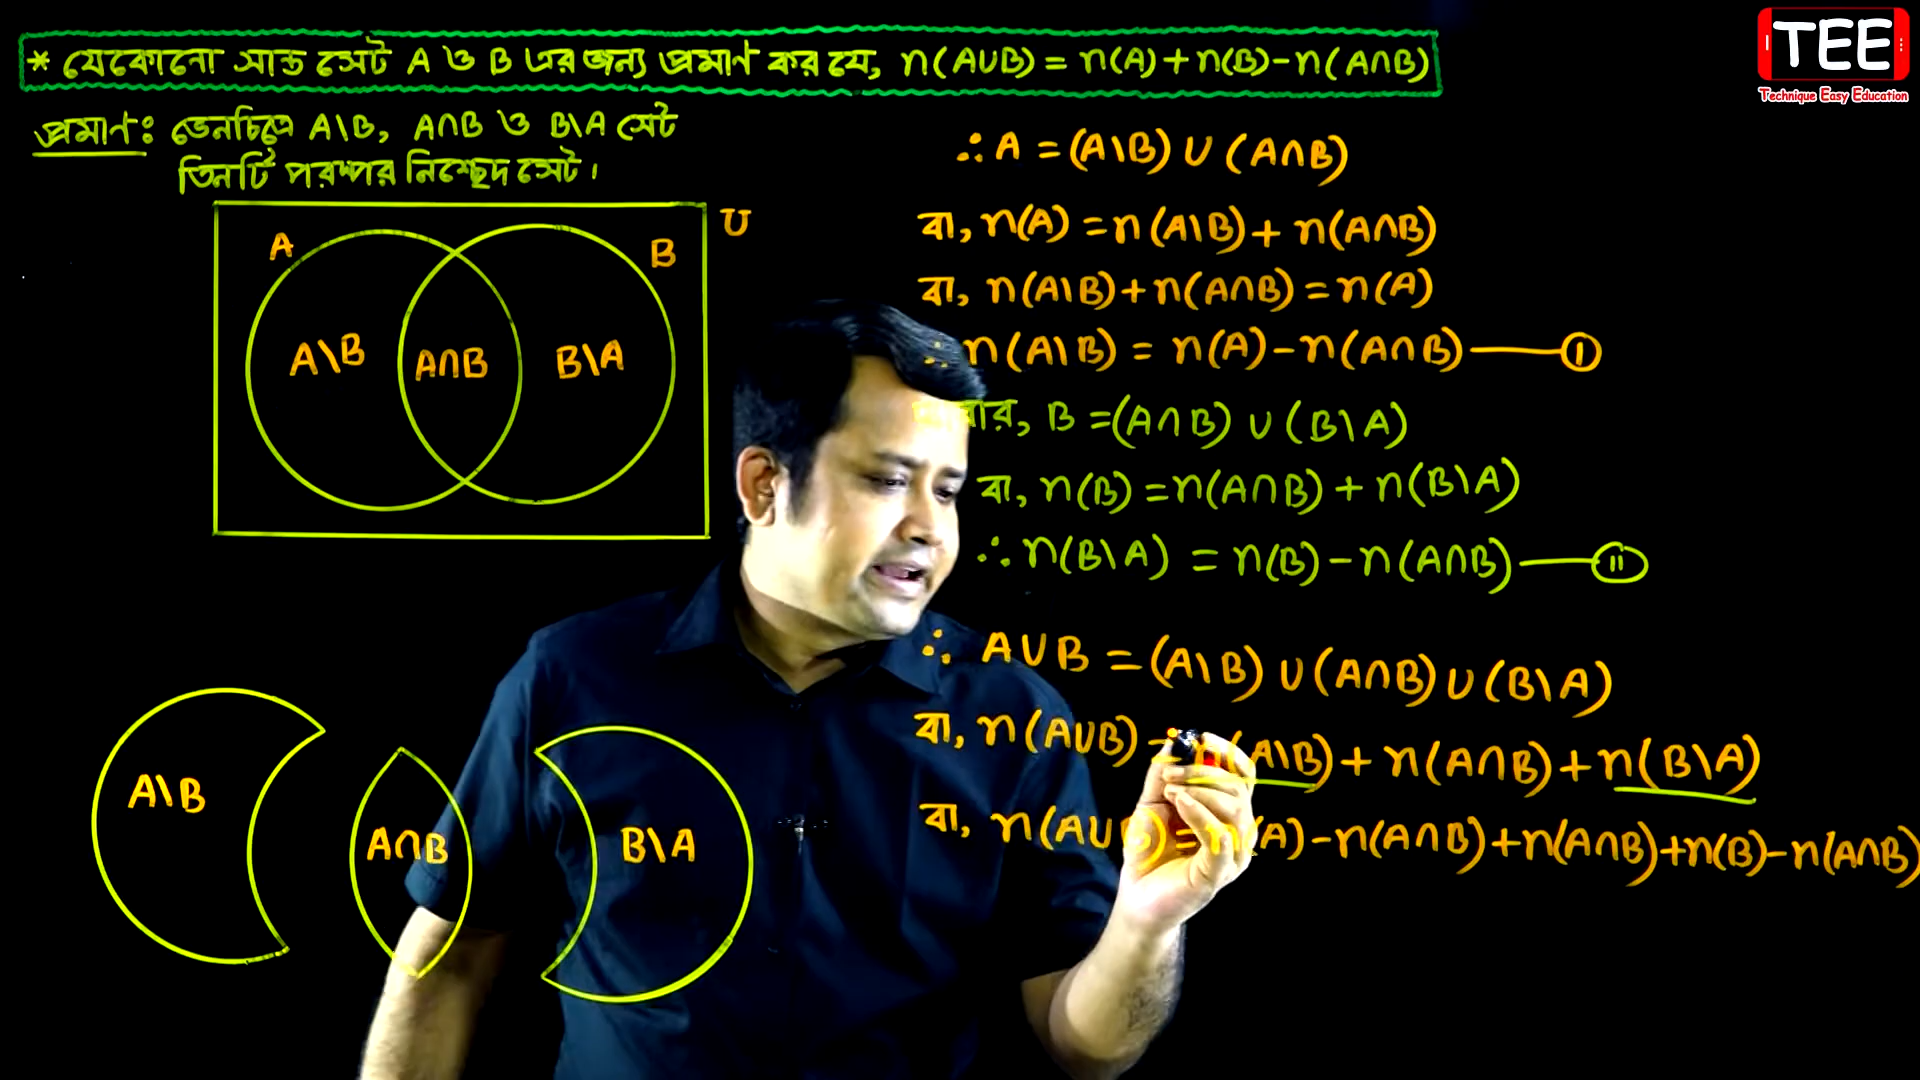 * যেকোনো সান্ত সেট A ও B এর জন্য প্রমাণ কর যে, n(A∪B) = n(A)+n(B)-n(A∩B)
TEE
Technique Easy Education
প্রমাণ: ভেনচিত্রে A\B, A∩B ও B\A সেট
তিনটি পরস্পর নিশ্ছেদ সেট।
U
A
B
A\B
A∩B
B\A
A\B
A∩B
B\A
∴ A = (A\B) ∪ (A∩B)
বা, n(A) = n(A\B) + n(A∩B)
বা, n(A\B)+n(A∩B) = n(A)
∴ n(A\B) = n(A)-n(A∩B) — (I)
B = (A∩B) ∪ (B\A)
বা, n(B) = n(A∩B) + n(B\A)
∴ n(B\A) = n(B)-n(A∩B) — (II)
∴ A∪B = (A\B) ∪ (A∩B) ∪ (B\A)
বা, n(A∪B) = n(A\B) + n(A∩B) + n(B\A)
বা, n(A∪B) = n(A)-n(A∩B)+n(A∩B)+n(B)-n(A∩B)